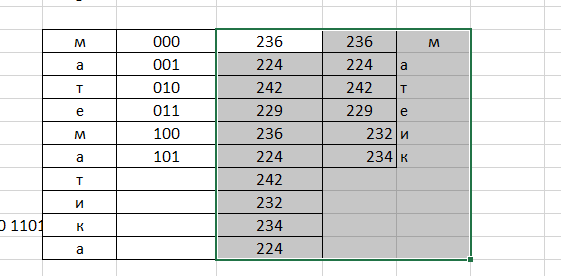 м 000 236 236 м
а 001 224 224 а
т 010 242 242 т
е 011 229 229 е
м 100 236 232 и
а 101 224 234 к
т 242
и 232
0 1101 к 234
а 224